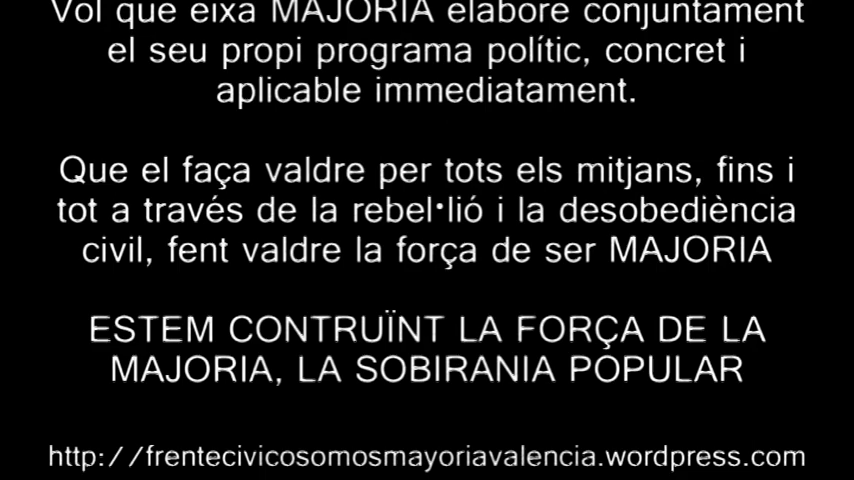 Vol que eixa MAJORIA elabore conjuntament
el seu propi programa polític, concret i
aplicable immediatament.
Que el faça valdre per tots els mitjans, fins i
tot a través de la rebel·lió i la desobediència
civil, fent valdre la força de ser MAJORIA
ESTEM CONTRUÏNT LA FORÇA DE LA
MAJORIA, LA SOBIRANIA POPULAR
http://frentecivicosomosmayoriavalencia.wordpress.com